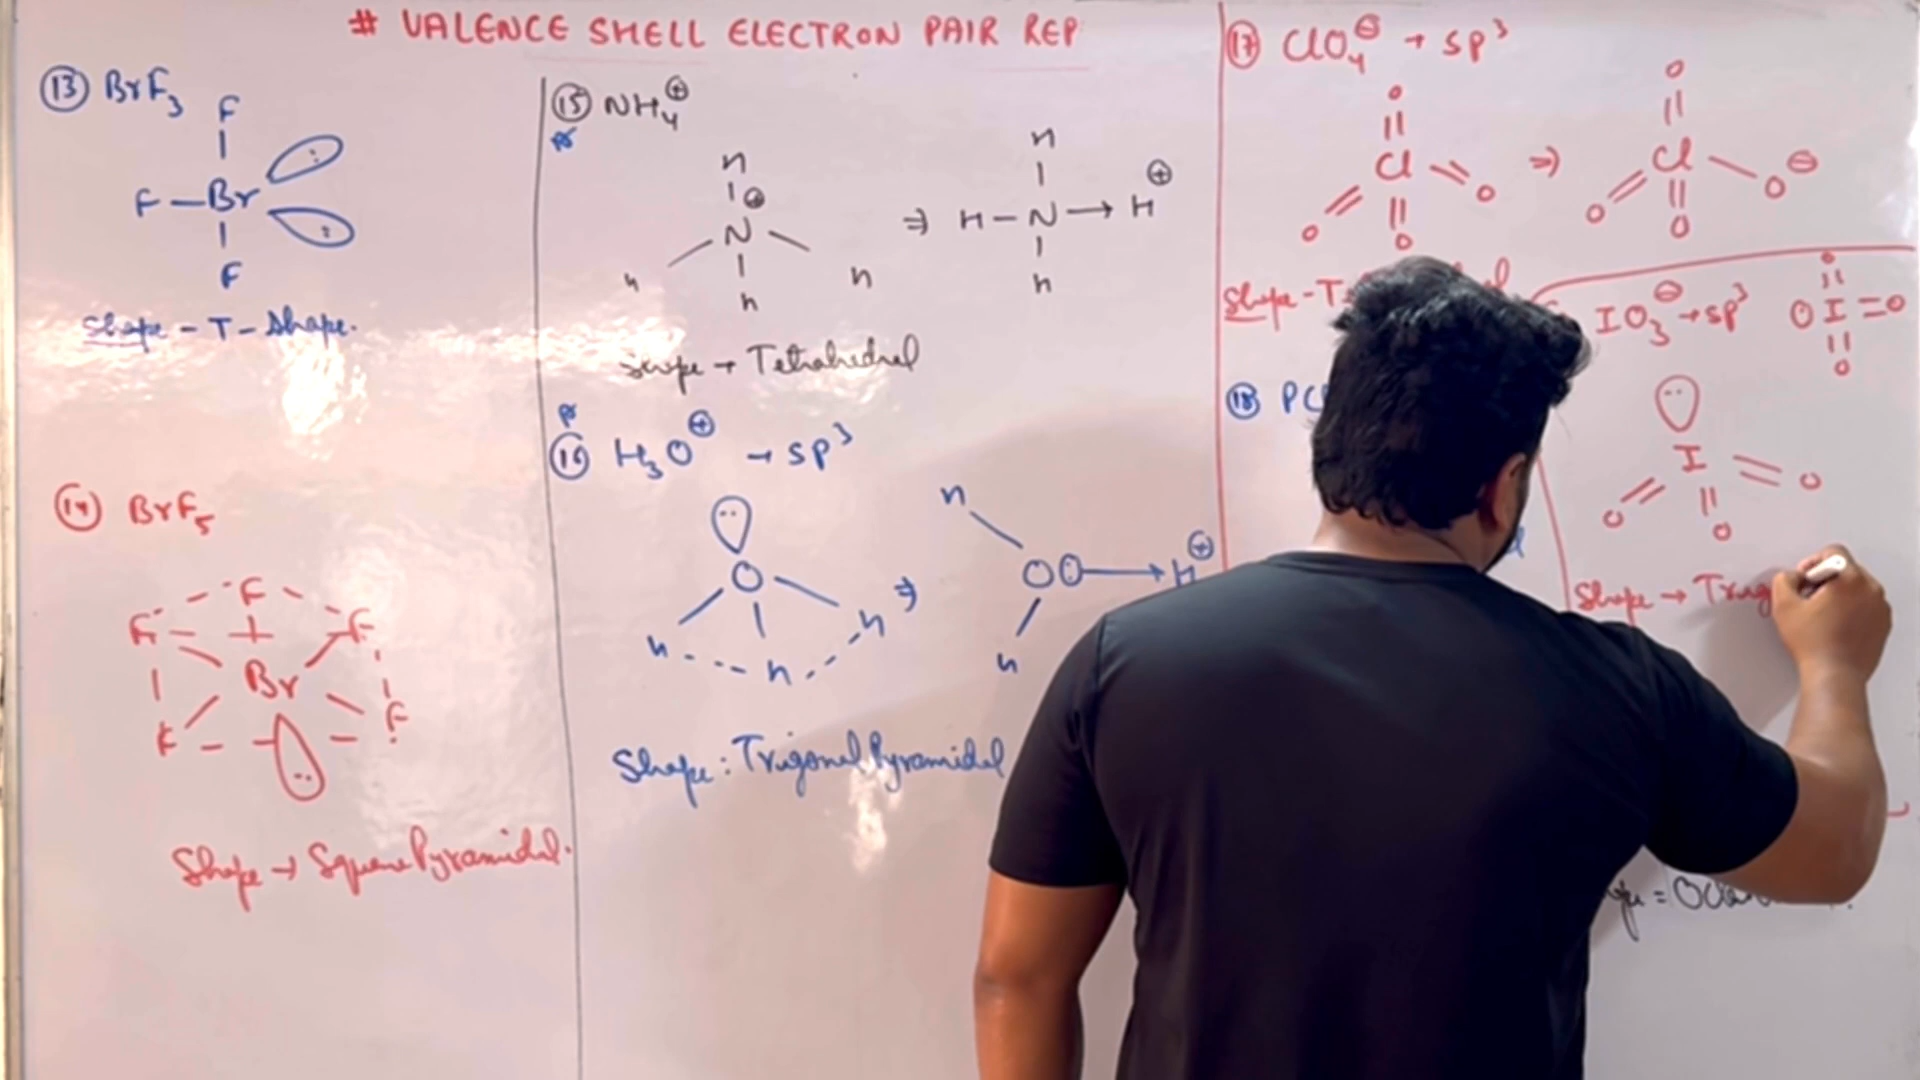 # VALENCE SHELL ELECTRON PAIR REP
13 BrF3
F
F—Br
F
Shape - T - Shape.
14 BrF5
F
F F
Br
F F
Shape → Square Pyramidal.
15 NH4⊕
H
⊕
N
H H
H
⇒
H
H—N→H ⊕
H
Shape → Tetrahedral
16 H3O⊕ → sp³
O
H H H
⇒
H
O → H ⊕
H
Shape : Trigonal Pyramidal
17 ClO4⊖ → sp³
O
Cl
O O O
⇒
O
Cl
O O O⊖
Shape -
IO3⊖ → sp³
O
O I = O
O
18
I
O O O
Shape → Trig